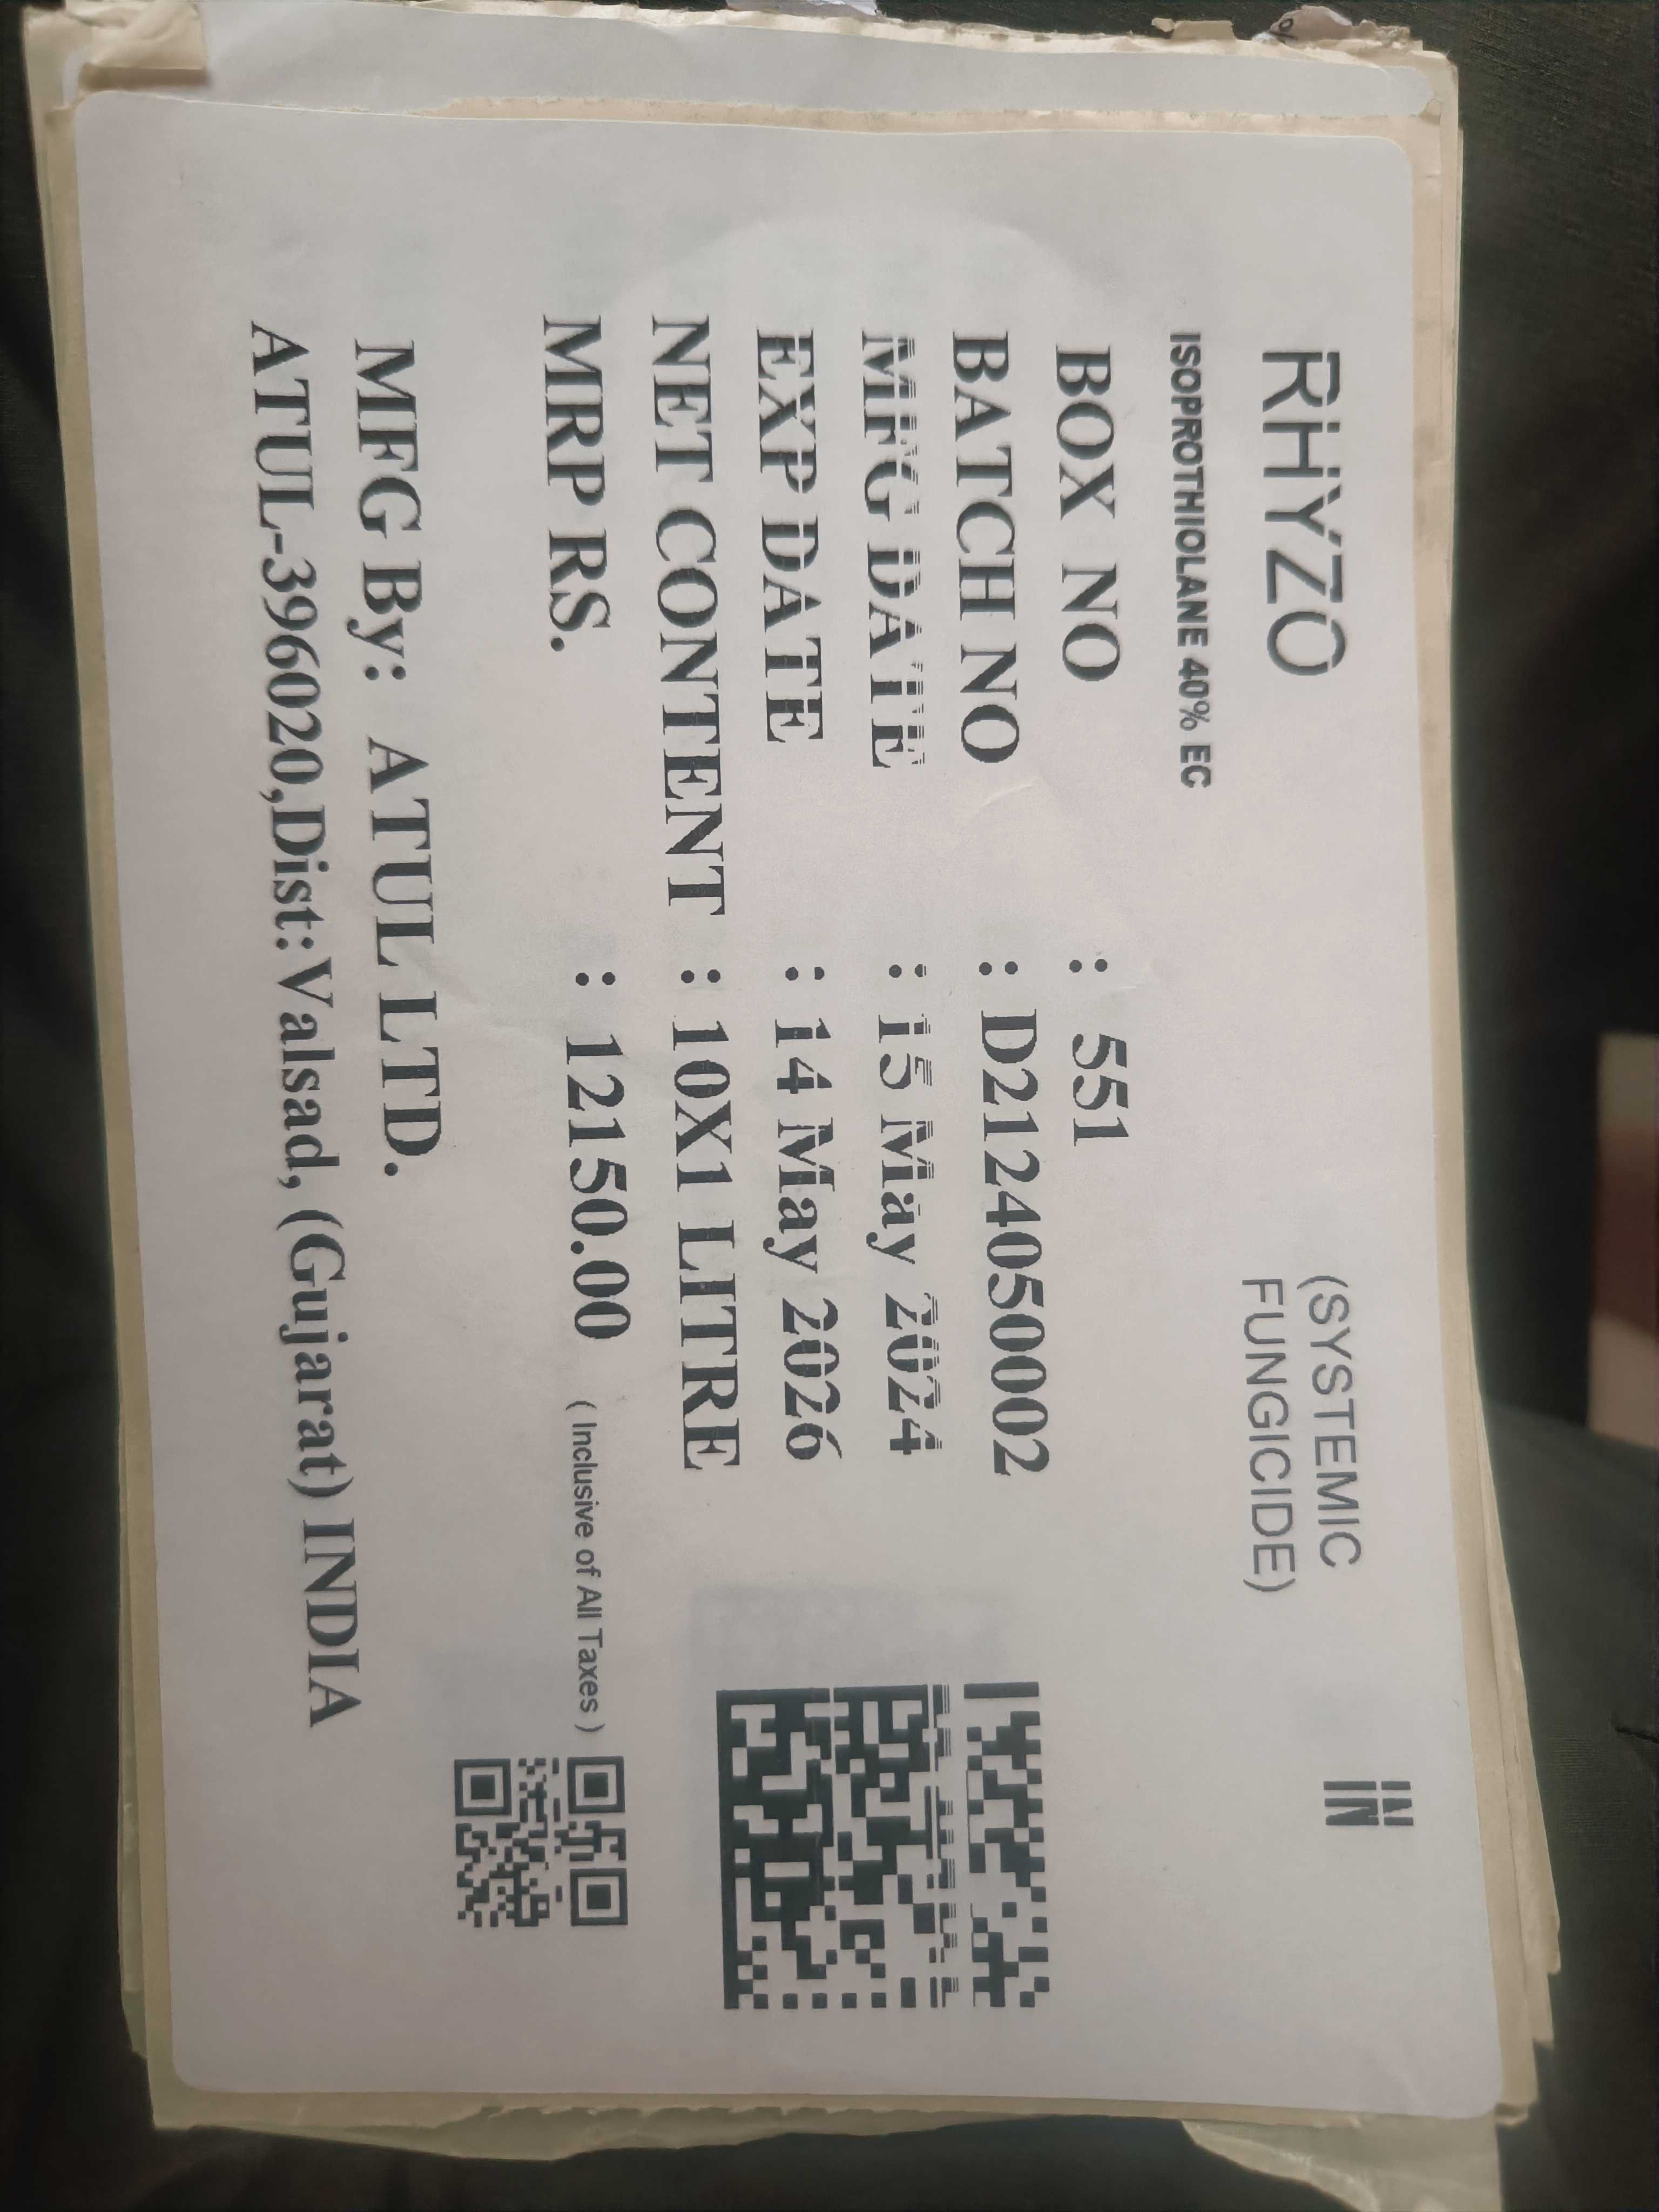 RHYZO
ISOPROTHIOLANE 40% EC
(SYSTEMIC
FUNGICIDE)
IN
BOX NO : 551
BATCH NO : D2124050002
MFG DATE : 15 May 2024
EXP DATE : 14 May 2026
NET CONTENT : 10X1 LITRE
MRP RS. : 12150.00 ( Inclusive of All Taxes )
MFG By: ATUL LTD.
ATUL-396020,Dist:Valsad, (Gujarat) INDIA